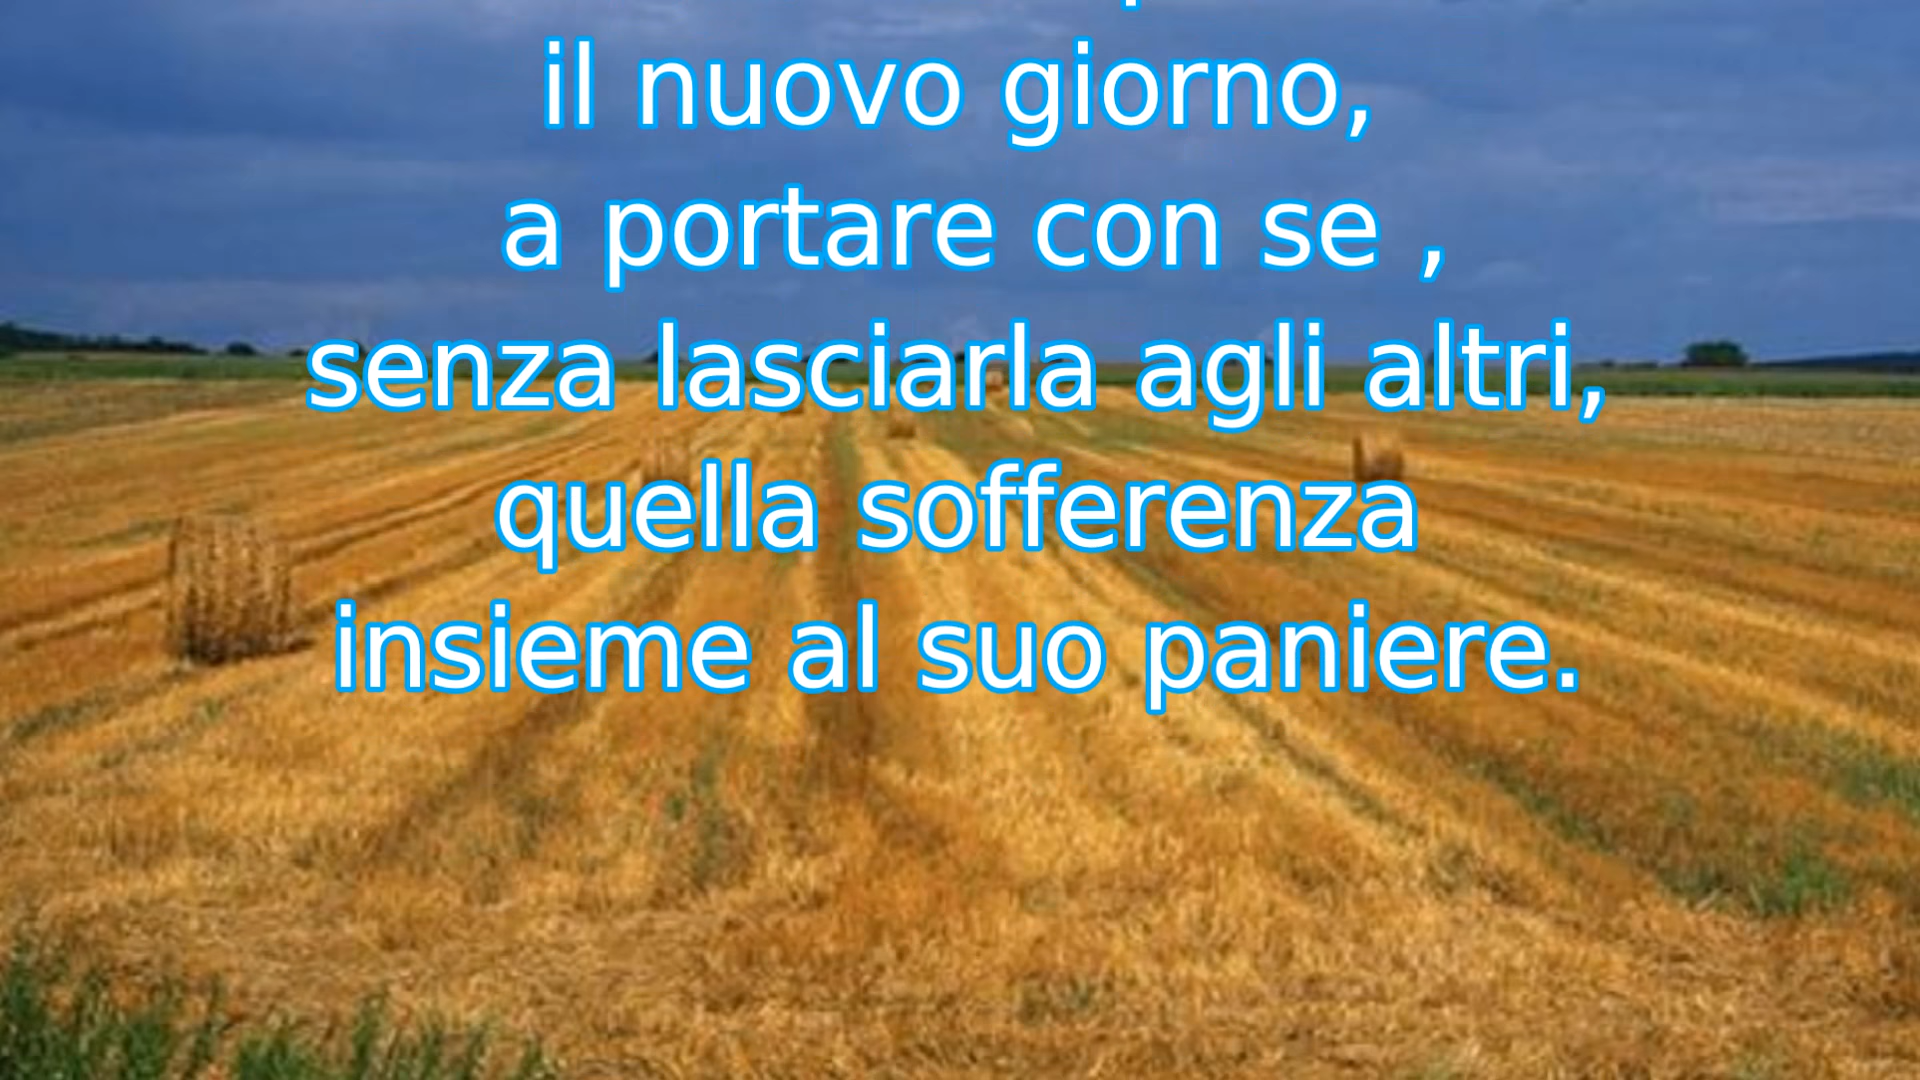 il nuovo giorno,
a portare con se ,
senza lasciarla agli altri,
quella sofferenza
insieme al suo paniere.